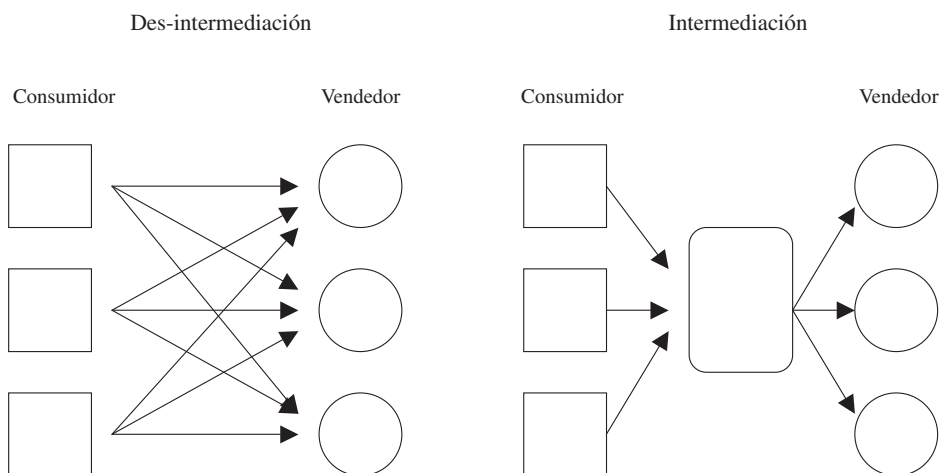 Des-intermediación
Intermediación
Consumidor
Vendedor
Consumidor
Vendedor